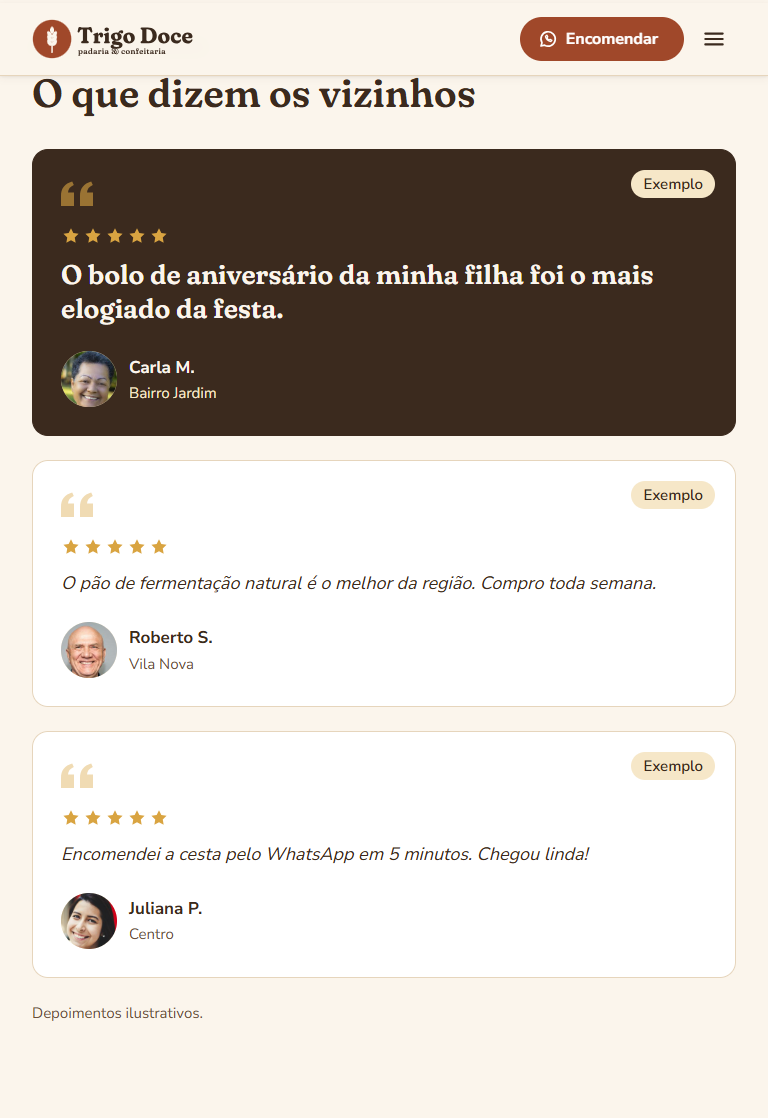 Trigo Doce
padaria & confeitaria
Encomendar
O que dizem os vizinhos
Exemplo
O bolo de aniversário da minha filha foi o mais
elogiado da festa.
Carla M.
Bairro Jardim
Exemplo
O pão de fermentação natural é o melhor da região. Compro toda semana.
Roberto S.
Vila Nova
Exemplo
Encomendei a cesta pelo WhatsApp em 5 minutos. Chegou linda!
Juliana P.
Centro
Depoimentos ilustrativos.